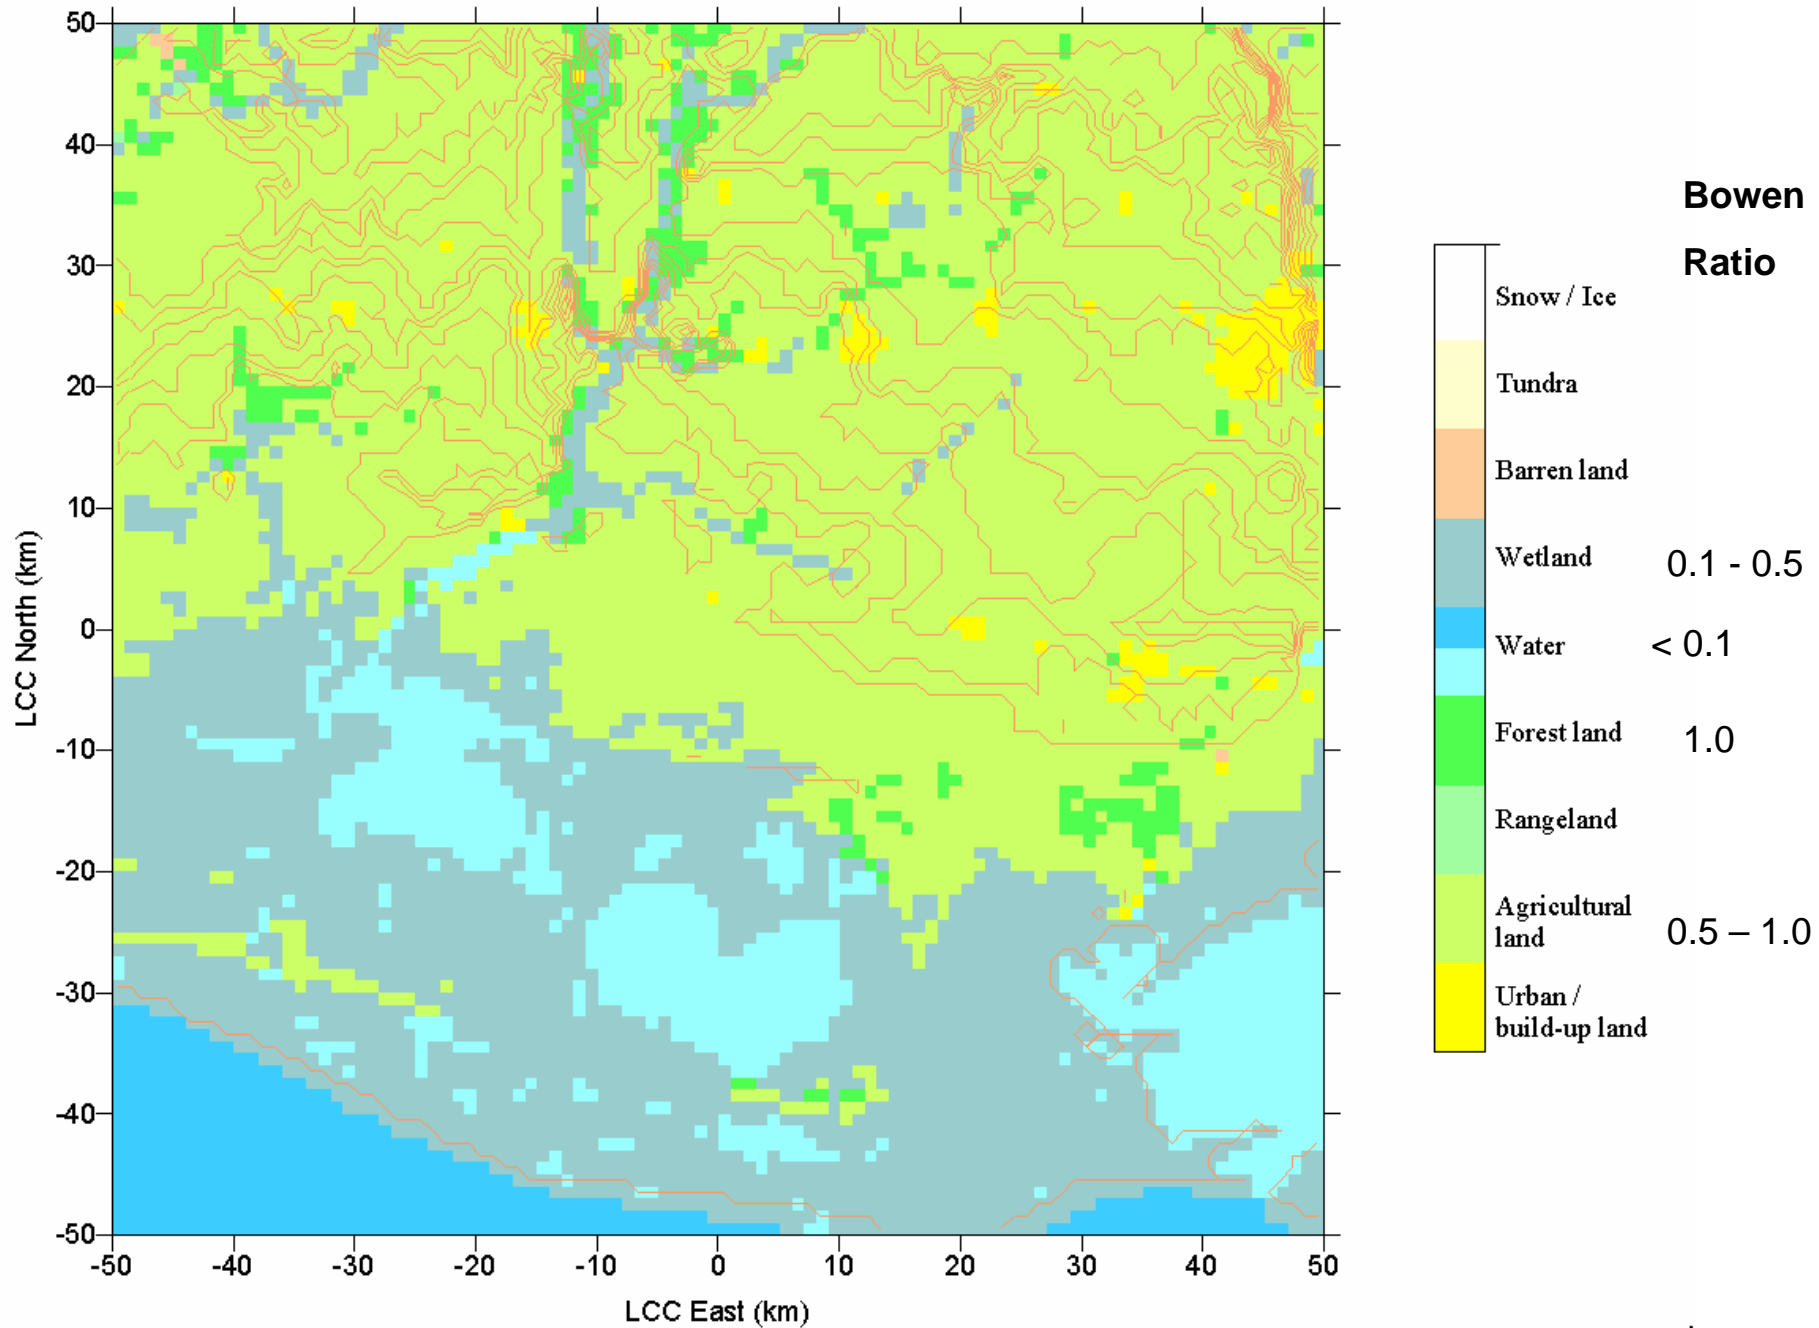 50
40
30
20
10
0
-10
-20
-30
-40
-50
LCC North (km)
-50 -40 -30 -20 -10 0 10 20 30 40 50
LCC East (km)
Bowen
Ratio
Snow / Ice
Tundra
Barren land
Wetland 0.1 - 0.5
Water < 0.1
Forest land 1.0
Rangeland
Agricultural
land 0.5 – 1.0
Urban /
build-up land